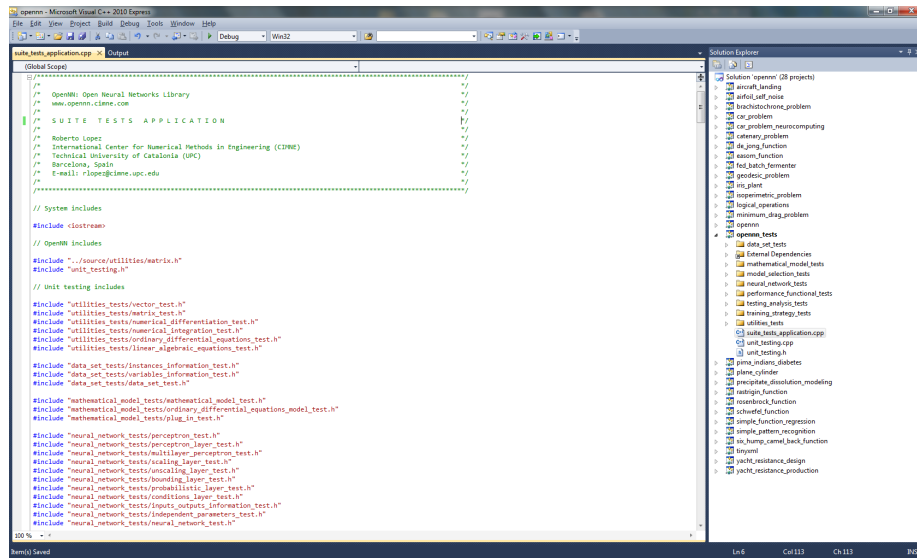 opennn - Microsoft Visual C++ 2010 Express
File Edit View Project Build Debug Tools Window Help
Debug Win32
suite_tests_application.cpp Output
(Global Scope)
/****************************************************************************************************************/
/* */
/* OpenNN: Open Neural Networks Library */
/* www.opennn.cimne.com */
/* */
/* S U I T E T E S T S A P P L I C A T I O N */
/* */
/* Roberto Lopez */
/* International Center for Numerical Methods in Engineering (CIMNE) */
/* Technical University of Catalonia (UPC) */
/* Barcelona, Spain */
/* E-mail: rlopez@cimne.upc.edu */
/* */
/****************************************************************************************************************/
// System includes
#include <iostream>
// OpenNN includes
#include "../source/utilities/matrix.h"
#include "unit_testing.h"
// Unit testing includes
#include "utilities_tests/vector_test.h"
#include "utilities_tests/matrix_test.h"
#include "utilities_tests/numerical_differentiation_test.h"
#include "utilities_tests/numerical_integration_test.h"
#include "utilities_tests/ordinary_differential_equations_test.h"
#include "utilities_tests/linear_algebraic_equations_test.h"
#include "data_set_tests/instances_information_test.h"
#include "data_set_tests/variables_information_test.h"
#include "data_set_tests/data_set_test.h"
#include "mathematical_model_tests/mathematical_model_test.h"
#include "mathematical_model_tests/ordinary_differential_equations_model_test.h"
#include "mathematical_model_tests/plug_in_test.h"
#include "neural_network_tests/perceptron_test.h"
#include "neural_network_tests/perceptron_layer_test.h"
#include "neural_network_tests/multilayer_perceptron_test.h"
#include "neural_network_tests/scaling_layer_test.h"
#include "neural_network_tests/unscaling_layer_test.h"
#include "neural_network_tests/bounding_layer_test.h"
#include "neural_network_tests/probabilistic_layer_test.h"
#include "neural_network_tests/conditions_layer_test.h"
#include "neural_network_tests/inputs_outputs_information_test.h"
#include "neural_network_tests/independent_parameters_test.h"
#include "neural_network_tests/neural_network_test.h"
100 %
Solution Explorer
Solution 'opennn' (28 projects)
aircraft_landing
airfoil_self_noise
brachistochrone_problem
car_problem
car_problem_neurocomputing
catenary_problem
de_jong_function
easom_function
fed_batch_fermenter
geodesic_problem
iris_plant
isoperimetric_problem
logical_operations
minimum_drag_problem
opennn
opennn_tests
data_set_tests
External Dependencies
mathematical_model_tests
model_selection_tests
neural_network_tests
performance_functional_tests
testing_analysis_tests
training_strategy_tests
utilities_tests
suite_tests_application.cpp
unit_testing.cpp
unit_testing.h
pima_indians_diabetes
plane_cylinder
precipitate_dissolution_modeling
rastrigin_function
rosenbrock_function
schwefel_function
simple_function_regression
simple_pattern_recognition
six_hump_camel_back_function
tinyxml
yacht_resistance_design
yacht_resistance_production
Item(s) Saved Ln 6 Col 113 Ch 113 INS